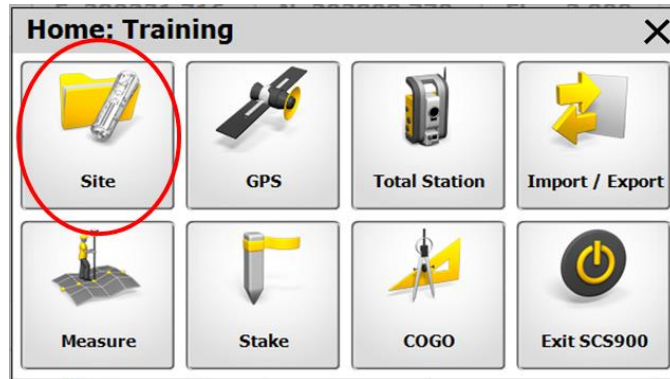 Home: Training
Site
GPS
Total Station
Import / Export
Measure
Stake
COGO
Exit SCS900